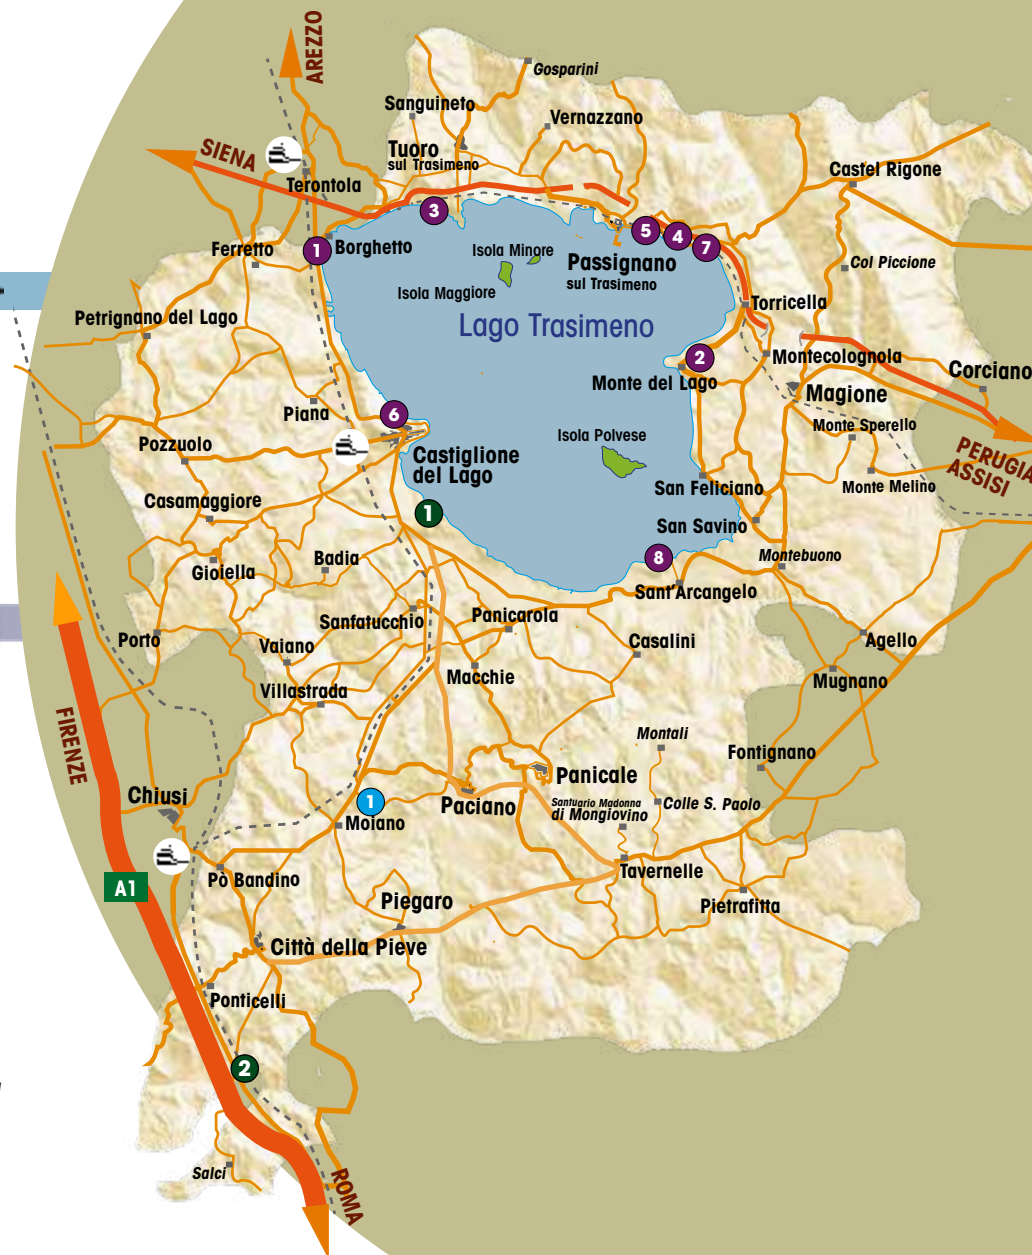 AREZZO
Gosparini
Sanguineto
Vernazzano
Tuoro
sul Trasimeno
SIENA
Castel Rigone
Terontola
3
5
4
7
Ferretto
1
Borghetto
Isola Minore
Passignano
sul Trasimeno
Col Piccione
Isola Maggiore
Torricella
Petrignano del Lago
Lago Trasimeno
2
Montecolognola
Corciano
Monte del Lago
Magione
Piana
6
Monte Sperello
Pozzuolo
Isola Polvese
PERUGIA
ASSISI
Castiglione
del Lago
San Feliciano
Monte Melino
Casamaggiore
1
San Savino
Badia
8
Montebuono
Gioiella
Sant'Arcangelo
Sanfatucchio
Panicarola
Porto
Vaiano
Casalini
Agello
Macchie
Mugnano
Villastrada
FIRENZE
Montali
Fontignano
Chiusi
Panicale
1
Paciano
Santuario Madonna
di Mongiovino
Colle S. Paolo
Moiano
Tavernelle
A1
Pò Bandino
Piegaro
Pietrafitta
Città della Pieve
Ponticelli
2
Salci
ROMA